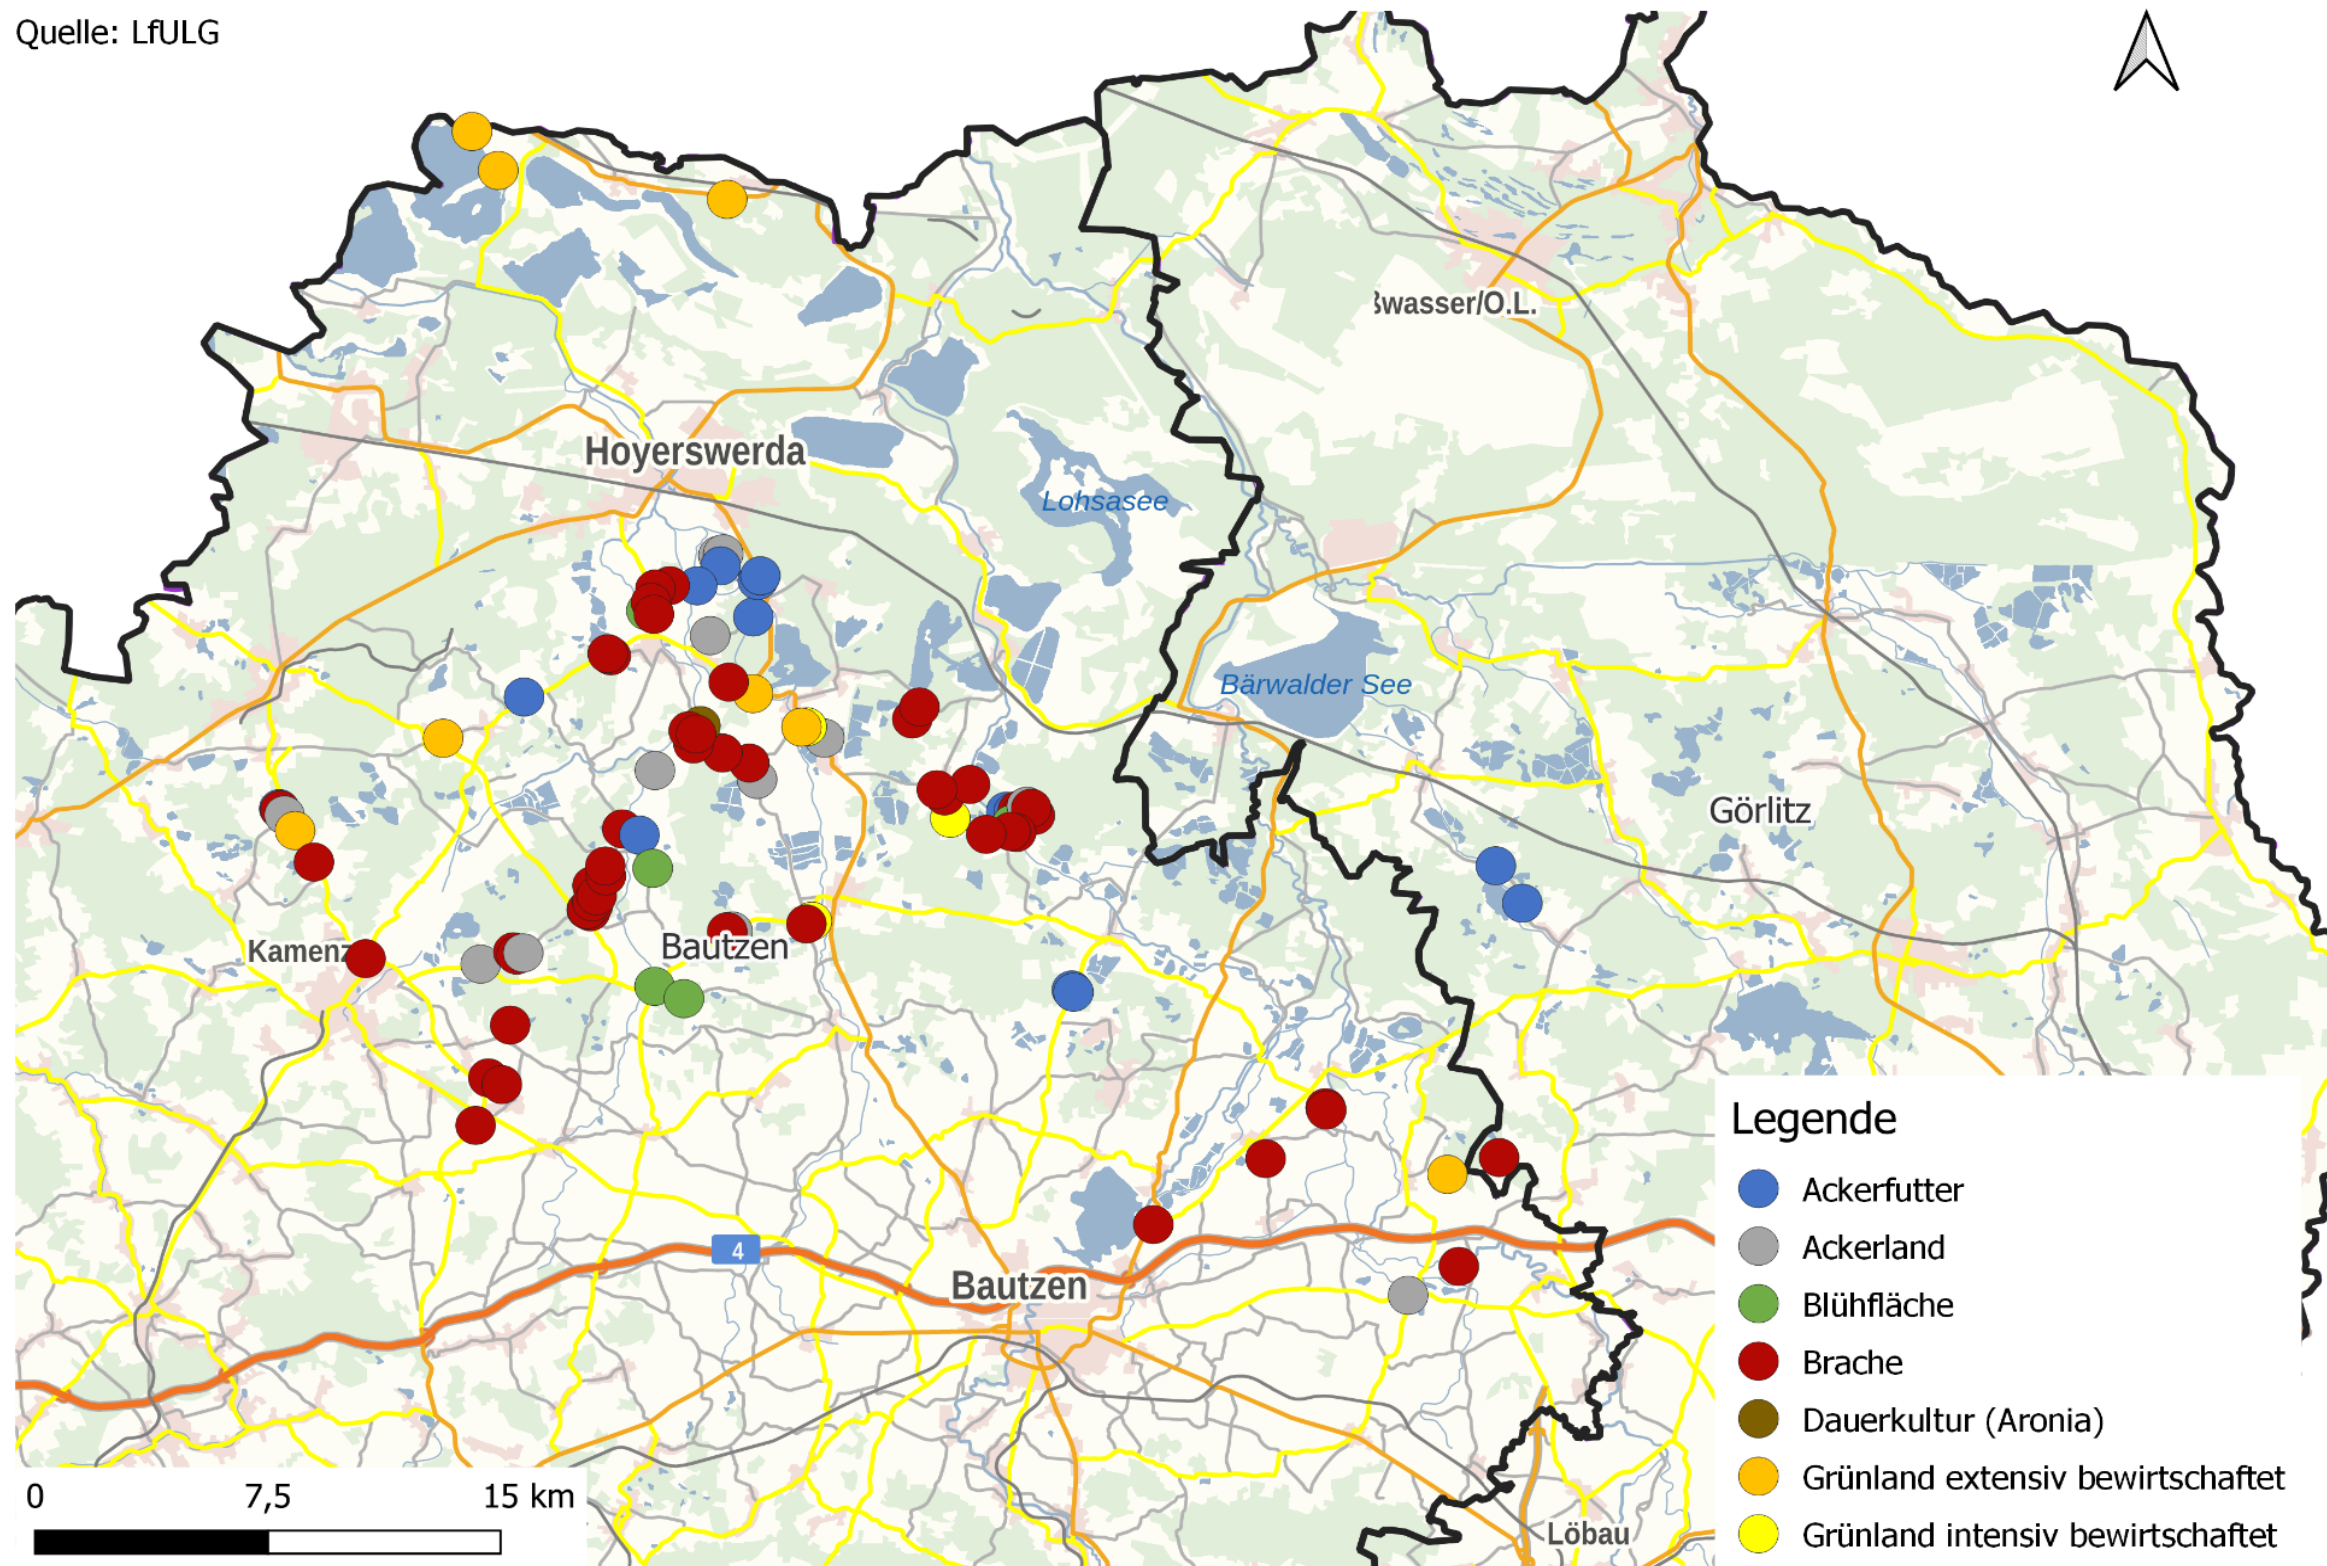 Quelle: LfULG
ßwasser/O.L.
Hoyerswerda
Lohsasee
Bärwalder See
Görlitz
Kamenz
Bautzen
4
Bautzen
Löbau
Legende
Ackerfutter
Ackerland
Blühfläche
Brache
Dauerkultur (Aronia)
Grünland extensiv bewirtschaftet
Grünland intensiv bewirtschaftet
0 7,5 15 km